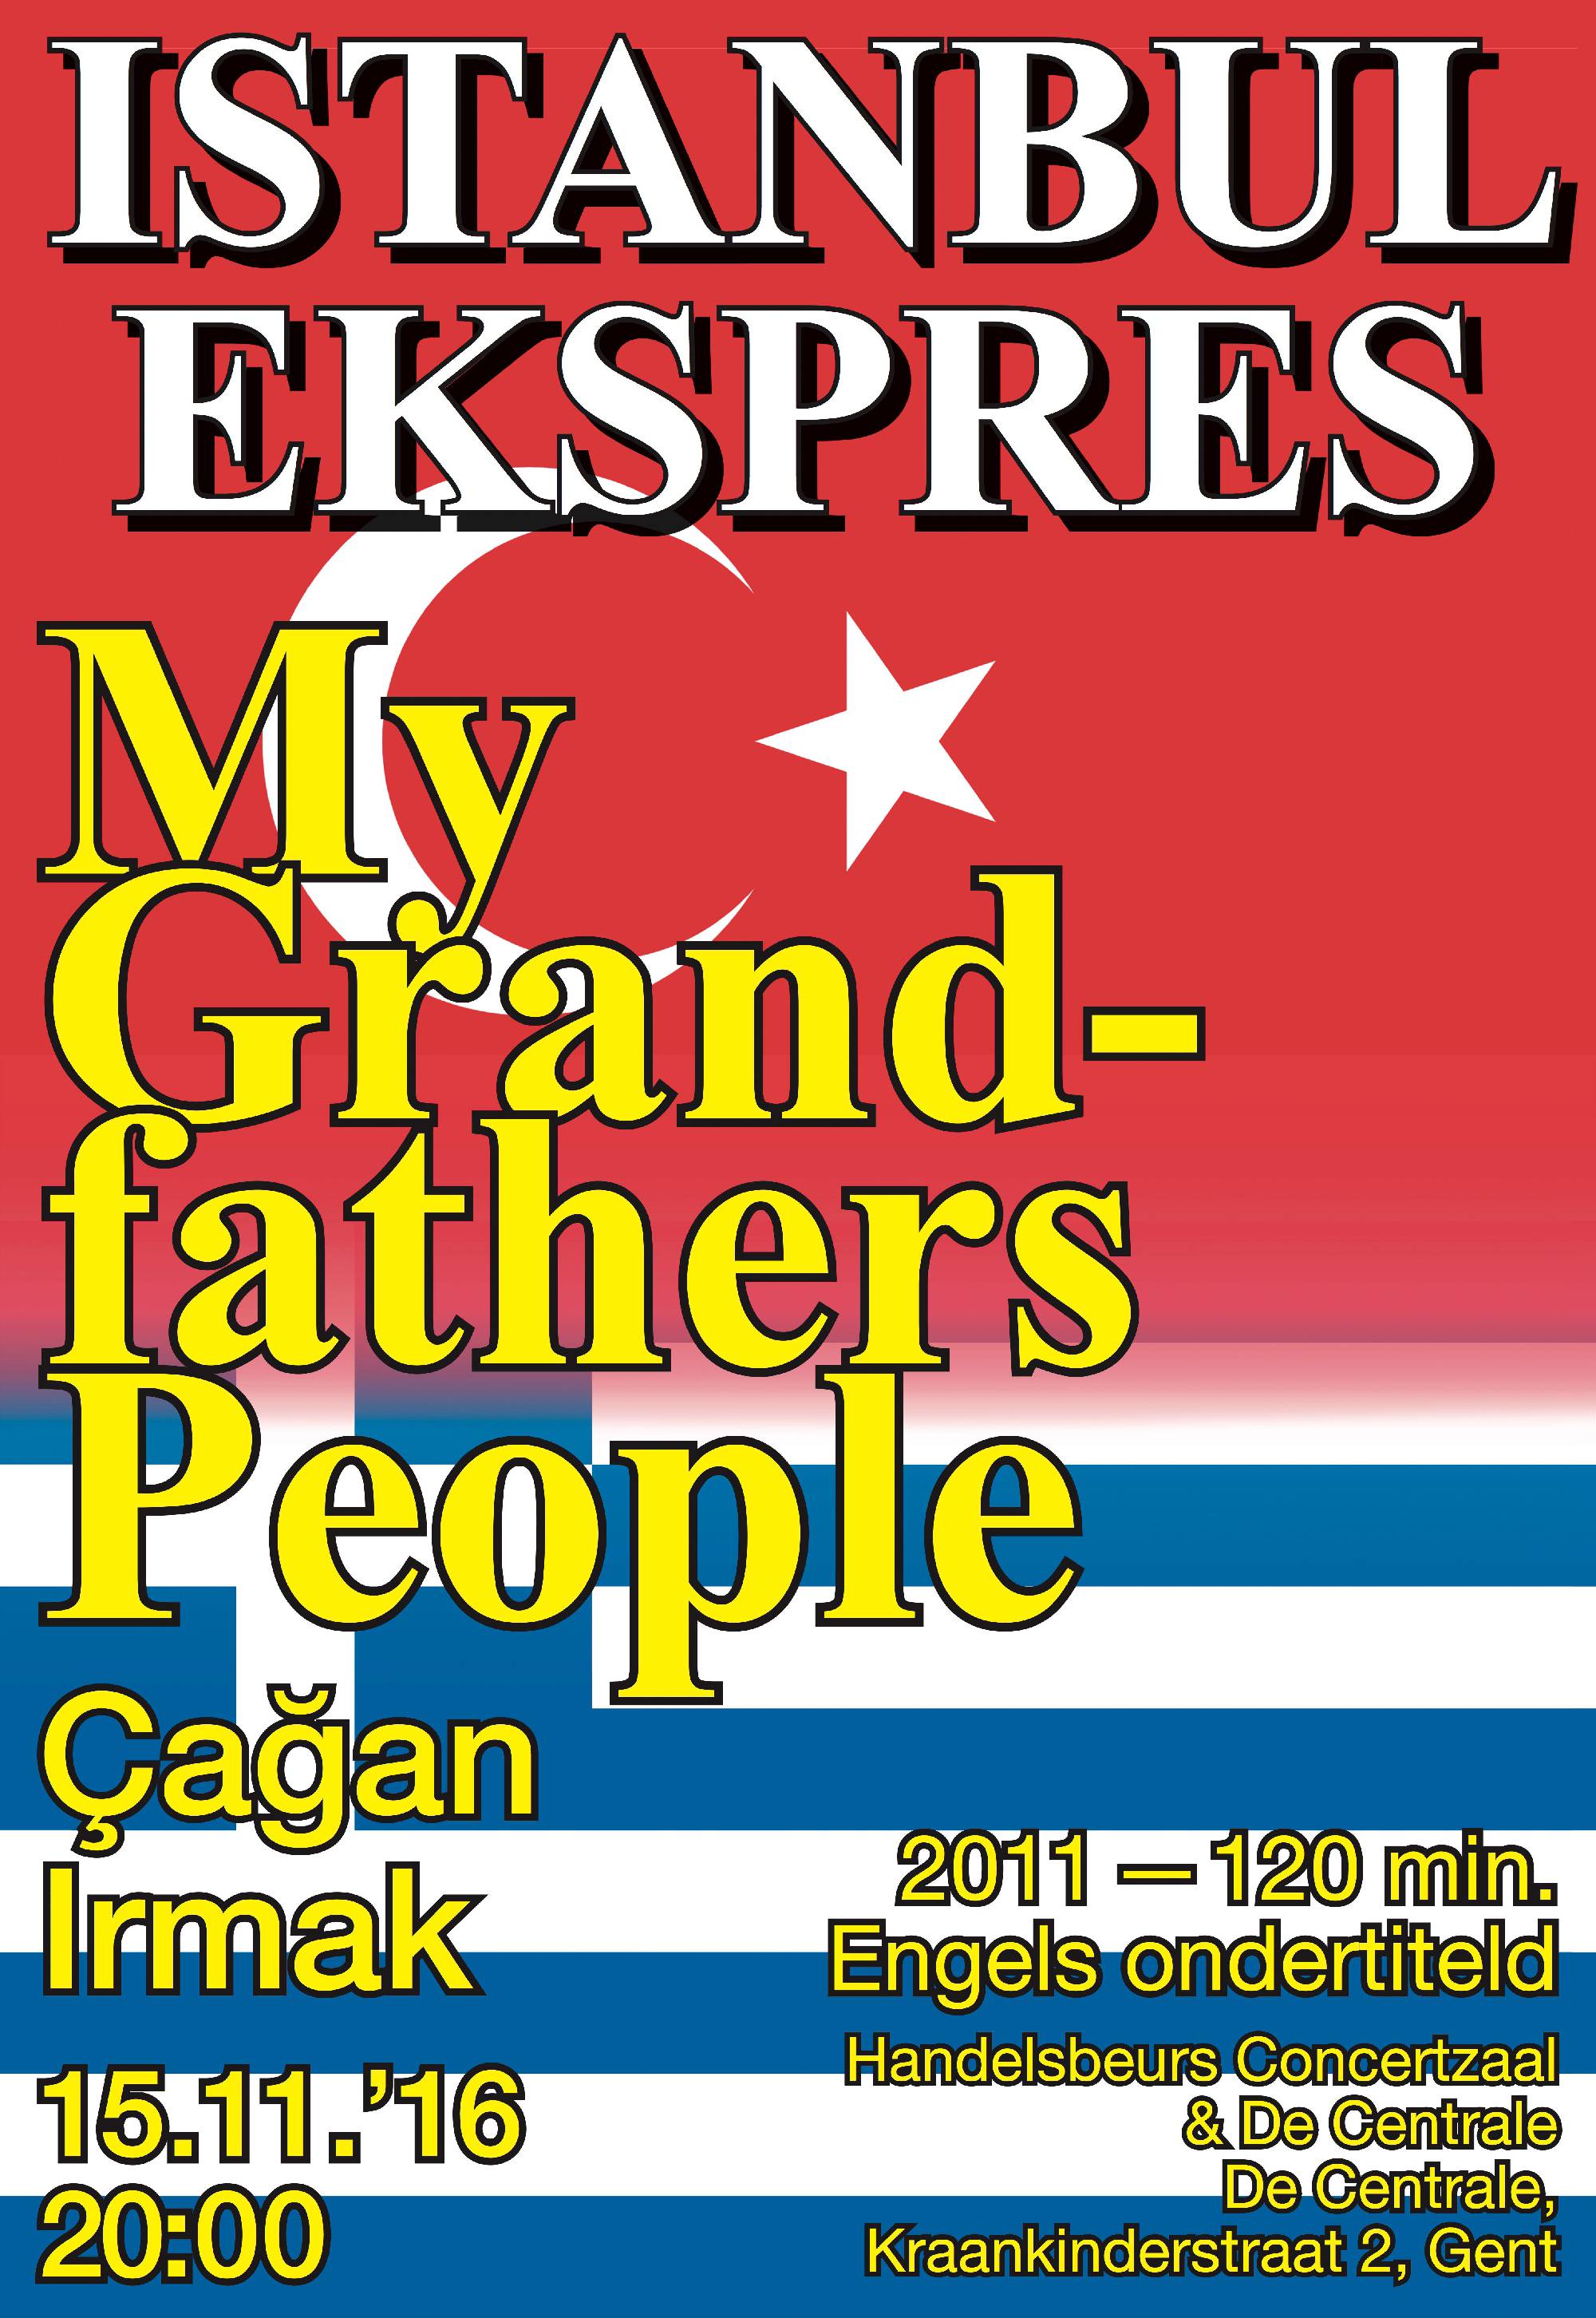 ISTANBUL
EKSPRES
My
Grand-
fathers
People
Çağan
Irmak
15.11.’16
20:00
2011 — 120 min.
Engels ondertiteld
Handelsbeurs Concertzaal
& De Centrale
De Centrale,
Kraankinderstraat 2, Gent